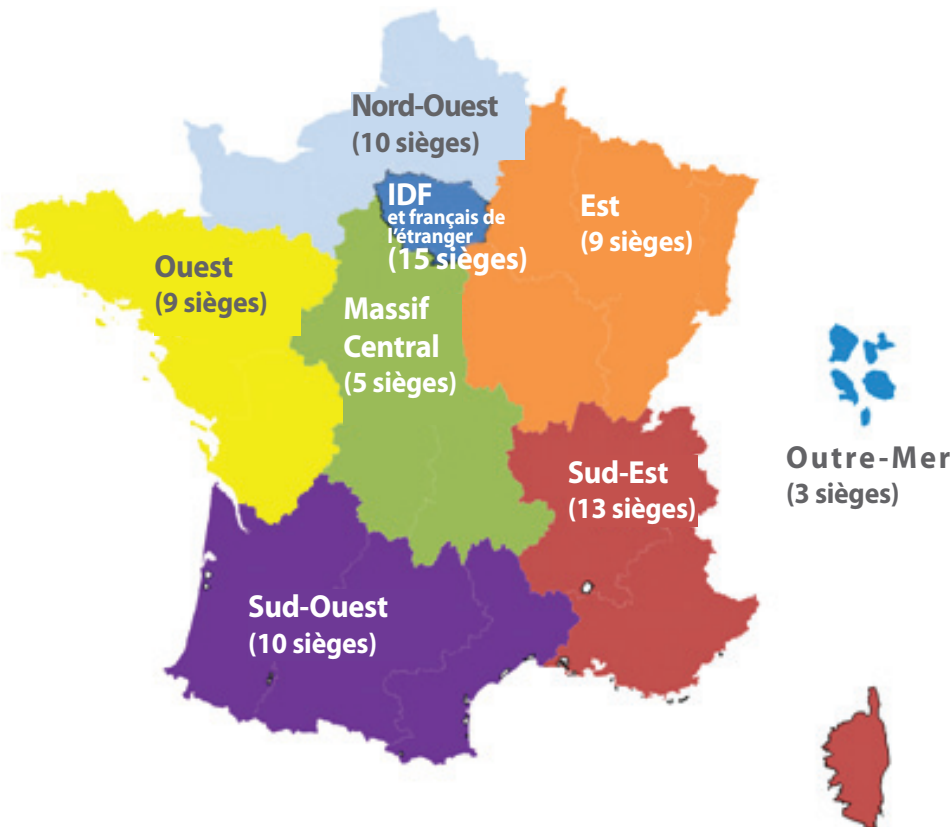 Nord-Ouest
(10 sièges)
IDF
et français de
l'étranger
(15 sièges)
Est
(9 sièges)
Ouest
(9 sièges)
Massif
Central
(5 sièges)
Outre-Mer
(3 sièges)
Sud-Est
(13 sièges)
Sud-Ouest
(10 sièges)